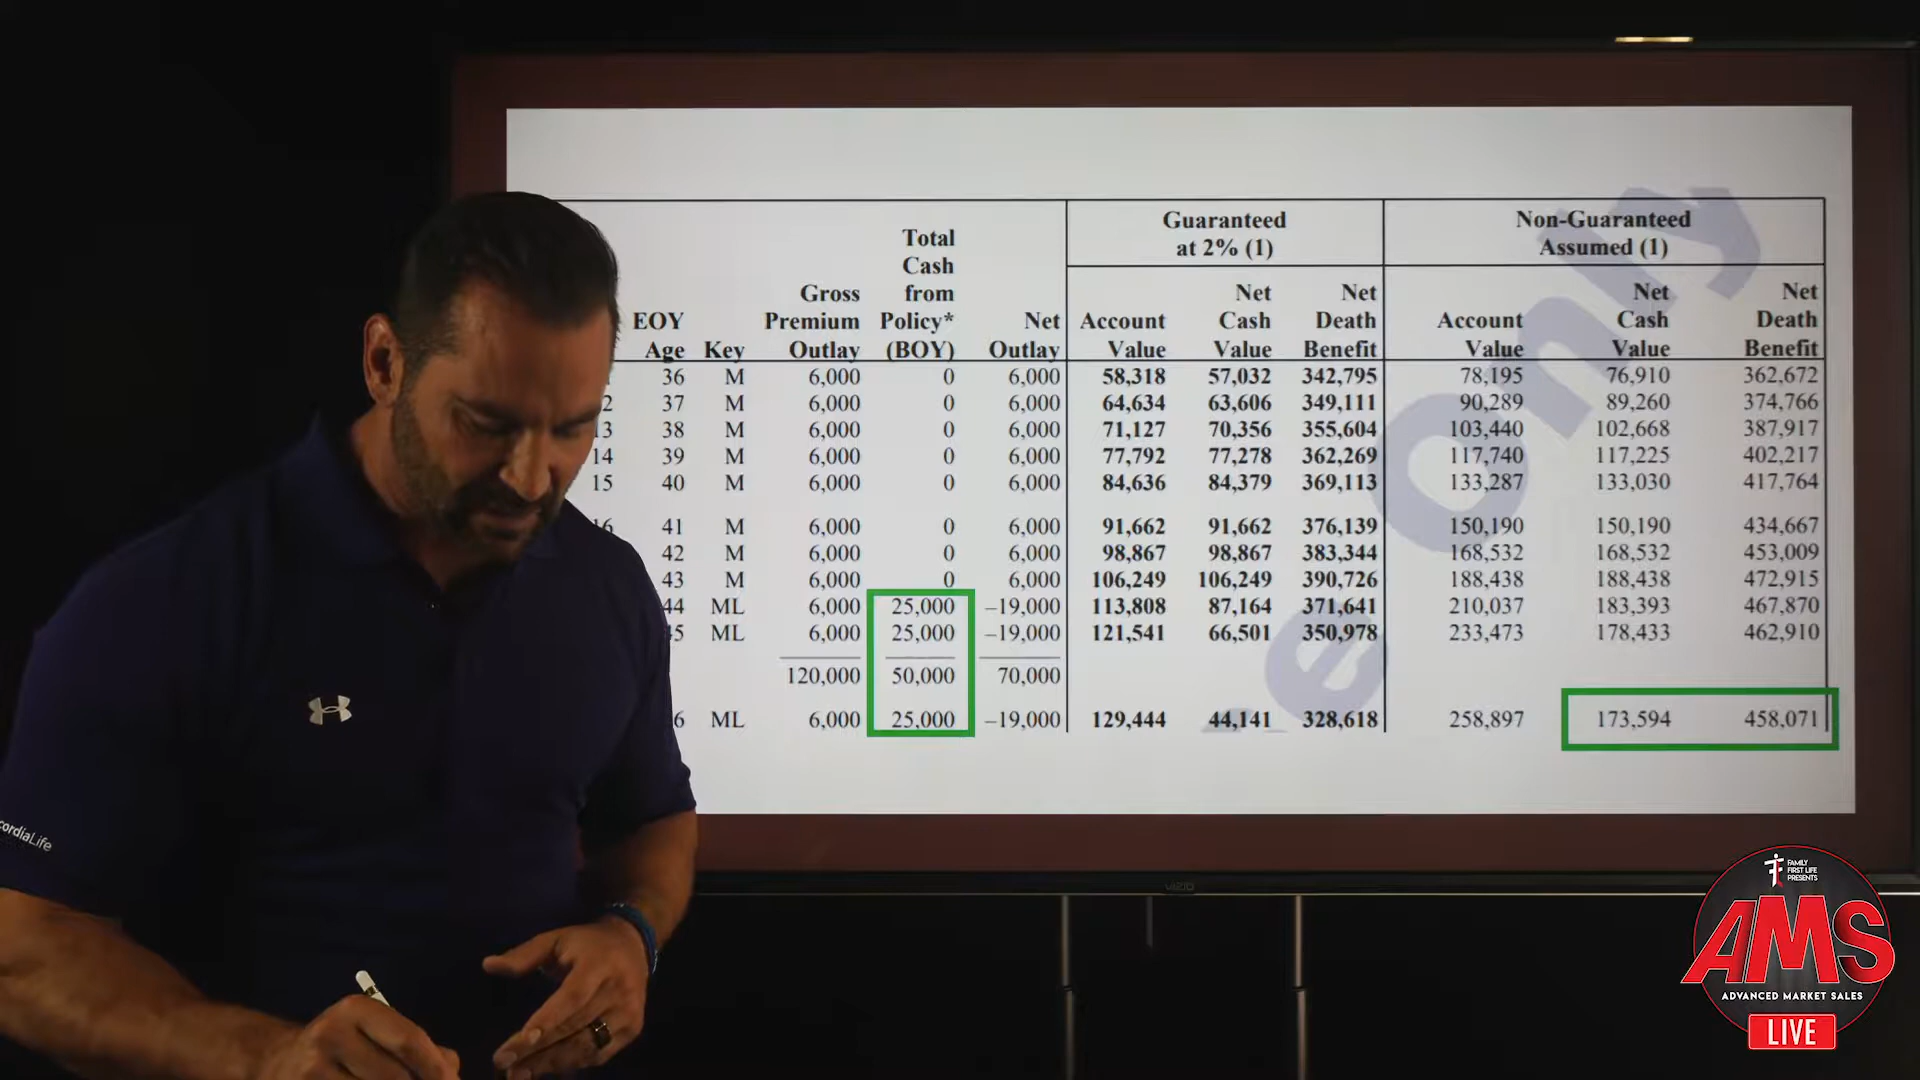 Guaranteed
at 2% (1)
Non-Guaranteed
Assumed (1)
EOY
Age
Key
Gross
Premium
Outlay
Total
Cash
from
Policy*
(BOY)
Net
Outlay
Account
Value
Net
Cash
Value
Net
Death
Benefit
Account
Value
Net
Cash
Value
Net
Death
Benefit
36 M 6,000 0 6,000 58,318 57,032 342,795 78,195 76,910 362,672
37 M 6,000 0 6,000 64,634 63,606 349,111 90,289 89,260 374,766
13 38 M 6,000 0 6,000 71,127 70,356 355,604 103,440 102,668 387,917
14 39 M 6,000 0 6,000 77,792 77,278 362,269 117,740 117,225 402,217
15 40 M 6,000 0 6,000 84,636 84,379 369,113 133,287 133,030 417,764
16 41 M 6,000 0 6,000 91,662 91,662 376,139 150,190 150,190 434,667
42 M 6,000 0 6,000 98,867 98,867 383,344 168,532 168,532 453,009
43 M 6,000 0 6,000 106,249 106,249 390,726 188,438 188,438 472,915
44 ML 6,000 25,000 –19,000 113,808 87,164 371,641 210,037 183,393 467,870
45 ML 6,000 25,000 –19,000 121,541 66,501 350,978 233,473 178,433 462,910
120,000 50,000 70,000
6 ML 6,000 25,000 –19,000 129,444 44,141 328,618 258,897 173,594 458,071
e Only
cordiaLife
VIZIO
FAMILY
FIRST LIFE
PRESENTS
AMS
ADVANCED MARKET SALES
LIVE